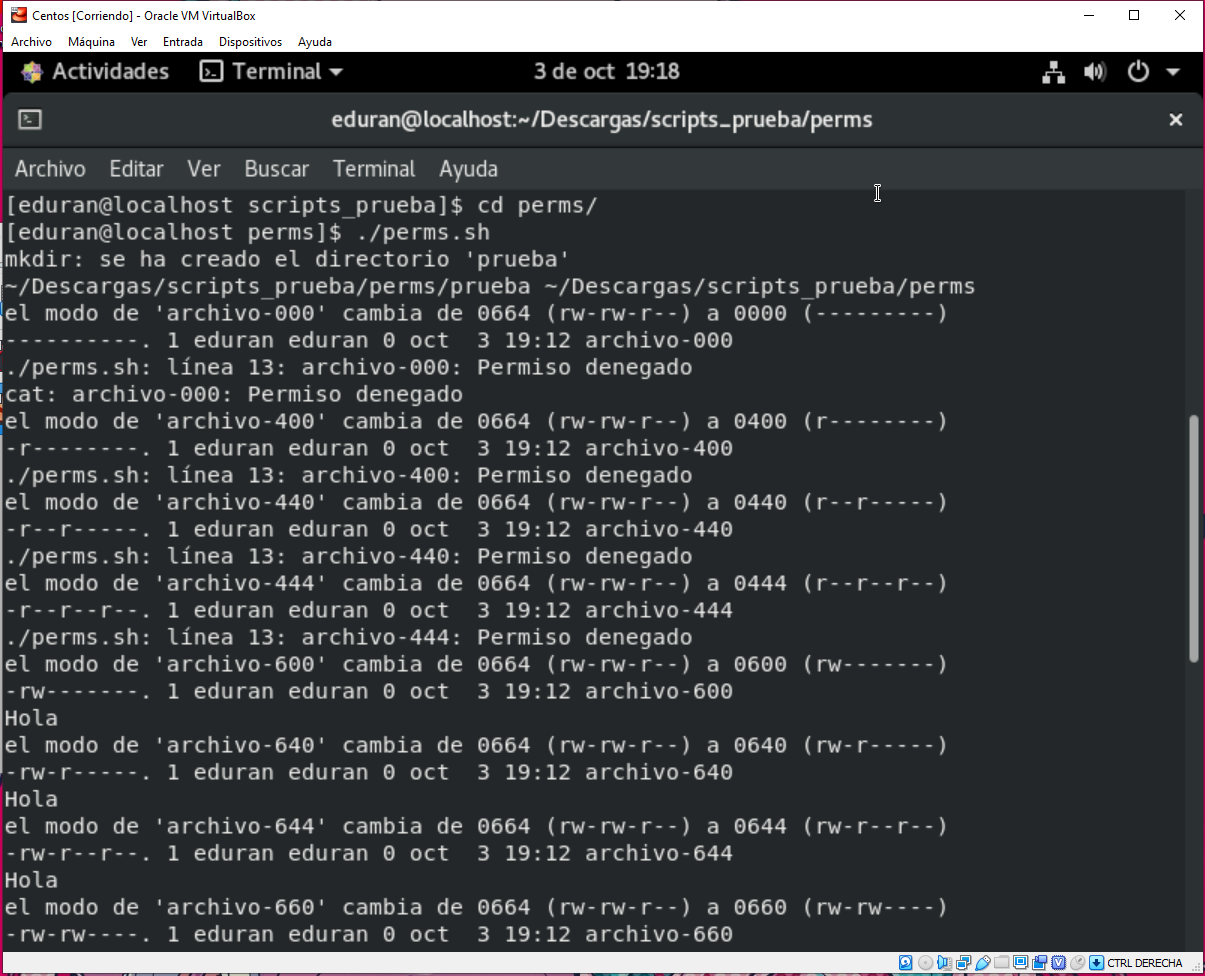 Centos [Corriendo] - Oracle VM VirtualBox
Archivo Máquina Ver Entrada Dispositivos Ayuda
Actividades Terminal 3 de oct 19:18
eduran@localhost:~/Descargas/scripts_prueba/perms
Archivo Editar Ver Buscar Terminal Ayuda
[eduran@localhost scripts_prueba]$ cd perms/
[eduran@localhost perms]$ ./perms.sh
mkdir: se ha creado el directorio 'prueba'
~/Descargas/scripts_prueba/perms/prueba ~/Descargas/scripts_prueba/perms
el modo de 'archivo-000' cambia de 0664 (rw-rw-r--) a 0000 (---------)
----------. 1 eduran eduran 0 oct  3 19:12 archivo-000
./perms.sh: línea 13: archivo-000: Permiso denegado
cat: archivo-000: Permiso denegado
el modo de 'archivo-400' cambia de 0664 (rw-rw-r--) a 0400 (r--------)
-r--------. 1 eduran eduran 0 oct  3 19:12 archivo-400
./perms.sh: línea 13: archivo-400: Permiso denegado
el modo de 'archivo-440' cambia de 0664 (rw-rw-r--) a 0440 (r--r-----)
-r--r-----. 1 eduran eduran 0 oct  3 19:12 archivo-440
./perms.sh: línea 13: archivo-440: Permiso denegado
el modo de 'archivo-444' cambia de 0664 (rw-rw-r--) a 0444 (r--r--r--)
-r--r--r--. 1 eduran eduran 0 oct  3 19:12 archivo-444
./perms.sh: línea 13: archivo-444: Permiso denegado
el modo de 'archivo-600' cambia de 0664 (rw-rw-r--) a 0600 (rw-------)
-rw-------. 1 eduran eduran 0 oct  3 19:12 archivo-600
Hola
el modo de 'archivo-640' cambia de 0664 (rw-rw-r--) a 0640 (rw-r-----)
-rw-r-----. 1 eduran eduran 0 oct  3 19:12 archivo-640
Hola
el modo de 'archivo-644' cambia de 0664 (rw-rw-r--) a 0644 (rw-r--r--)
-rw-r--r--. 1 eduran eduran 0 oct  3 19:12 archivo-644
Hola
el modo de 'archivo-660' cambia de 0664 (rw-rw-r--) a 0660 (rw-rw----)
-rw-rw----. 1 eduran eduran 0 oct  3 19:12 archivo-660
CTRL DERECHA